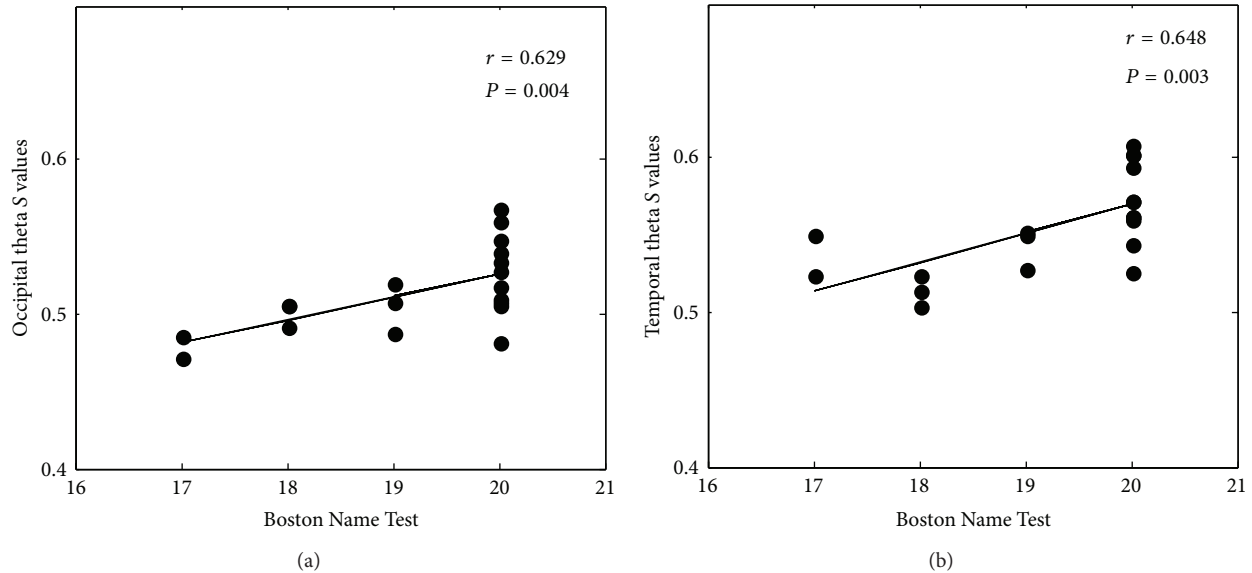 r = 0.629
P = 0.004
Occipital theta S values
0.6
0.5
0.4
16 17 18 19 20 21
Boston Name Test
(a)
r = 0.648
P = 0.003
Temporal theta S values
0.6
0.5
0.4
16 17 18 19 20 21
Boston Name Test
(b)